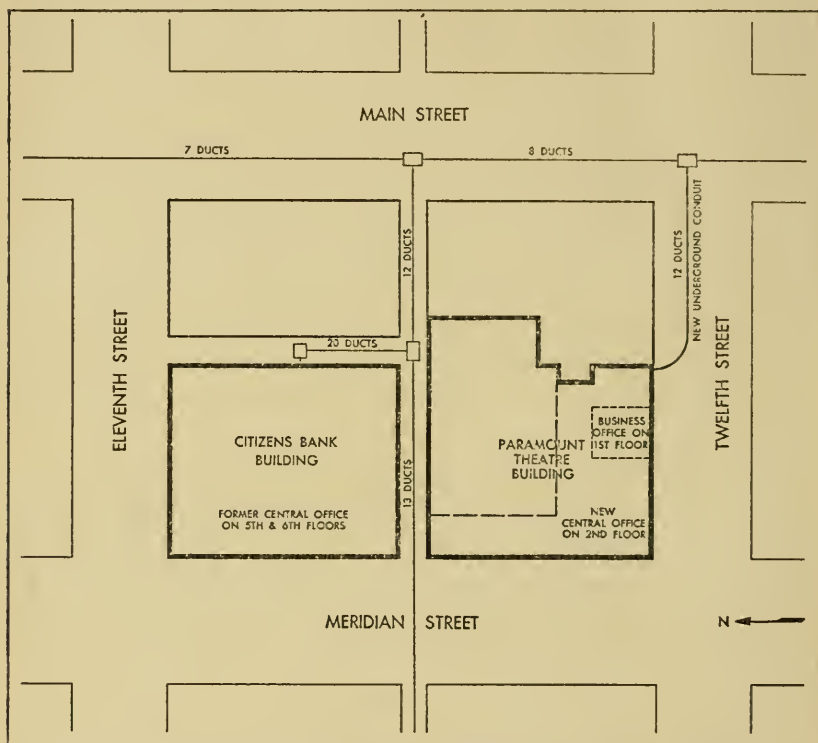 MAIN STREET
7 DUCTS
8 DUCTS
12 DUCTS
12 DUCTS
NEW UNDERGROUND CONDUIT
20 DUCTS
ELEVENTH STREET
TWELFTH STREET
CITIZENS BANK
BUILDING
FORMER CENTRAL OFFICE
ON 5TH & 6TH FLOORS
13 DUCTS
PARAMOUNT
THEATRE
BUILDING
BUSINESS
OFFICE ON
1ST FLOOR
NEW
CENTRAL OFFICE
ON 2ND FLOOR
MERIDIAN STREET
N